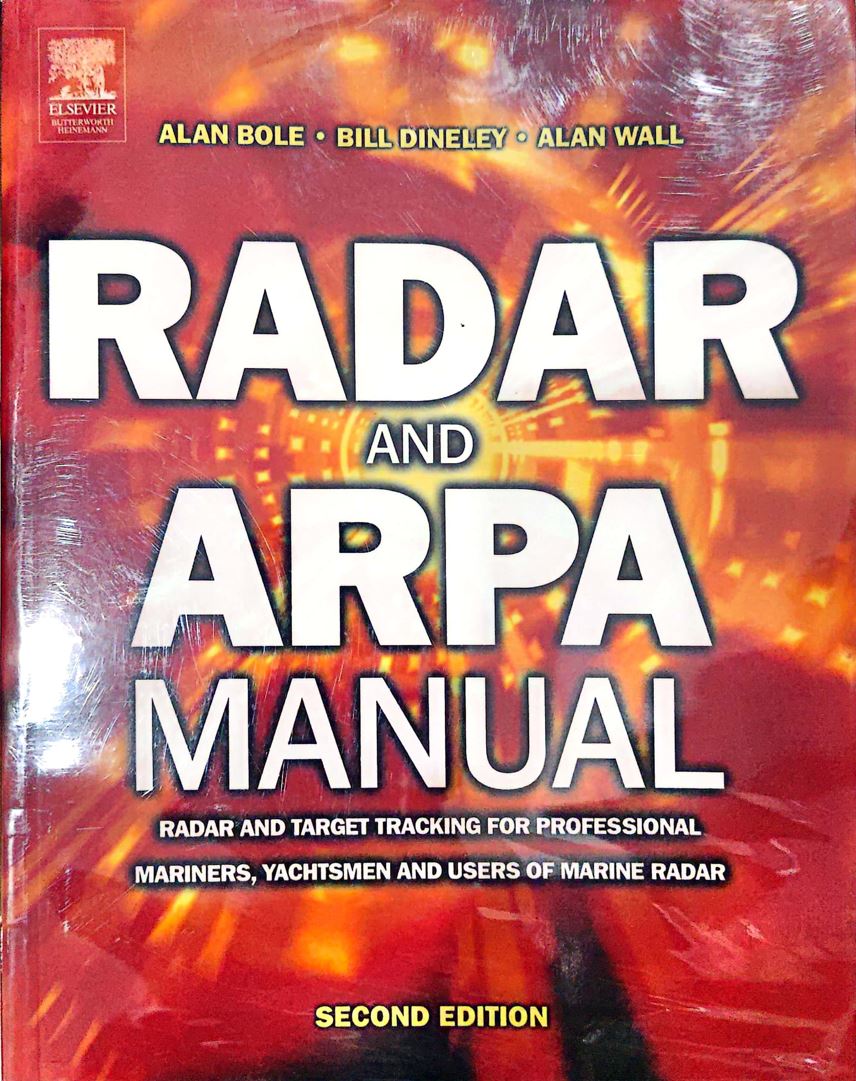 ELSEVIER
BUTTERWORTH
HEINEMANN
ALAN BOLE • BILL DINELEY • ALAN WALL
RADAR
AND
ARPA
MANUAL
RADAR AND TARGET TRACKING FOR PROFESSIONAL
MARINERS, YACHTSMEN AND USERS OF MARINE RADAR
SECOND EDITION